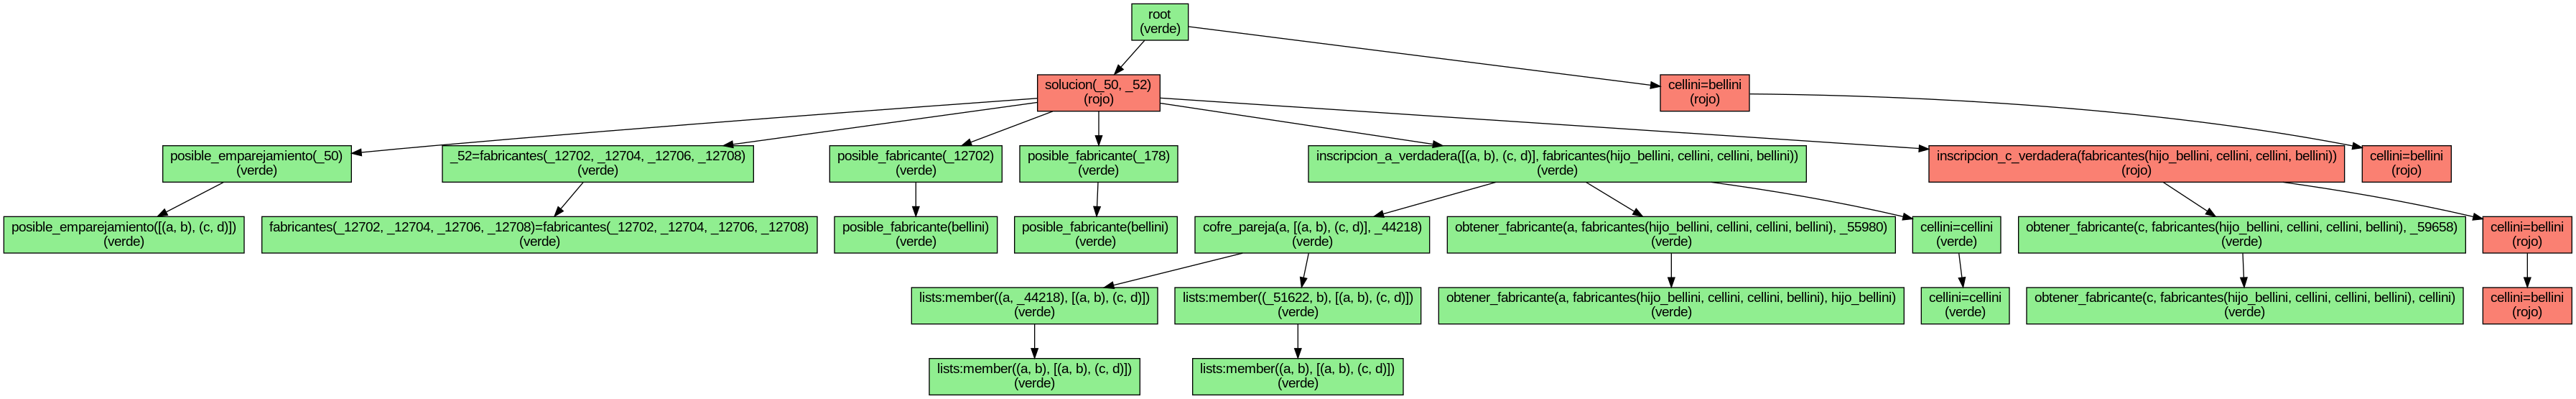 root
(verde)
solucion(_50, _52)
(rojo)
cellini=bellini
(rojo)
posible_emparejamiento(_50)
(verde)
_52=fabricantes(_12702, _12704, _12706, _12708)
(verde)
posible_fabricante(_12702)
(verde)
posible_fabricante(_178)
(verde)
inscripcion_a_verdadera([(a, b), (c, d)], fabricantes(hijo_bellini, cellini, cellini, bellini))
(verde)
inscripcion_c_verdadera(fabricantes(hijo_bellini, cellini, cellini, bellini))
(rojo)
cellini=bellini
(rojo)
posible_emparejamiento([(a, b), (c, d)])
(verde)
fabricantes(_12702, _12704, _12706, _12708)=fabricantes(_12702, _12704, _12706, _12708)
(verde)
posible_fabricante(bellini)
(verde)
posible_fabricante(bellini)
(verde)
cofre_pareja(a, [(a, b), (c, d)], _44218)
(verde)
obtener_fabricante(a, fabricantes(hijo_bellini, cellini, cellini, bellini), _55980)
(verde)
cellini=cellini
(verde)
obtener_fabricante(c, fabricantes(hijo_bellini, cellini, cellini, bellini), _59658)
(verde)
cellini=bellini
(rojo)
lists:member((a, _44218), [(a, b), (c, d)])
(verde)
lists:member((_51622, b), [(a, b), (c, d)])
(verde)
obtener_fabricante(a, fabricantes(hijo_bellini, cellini, cellini, bellini), hijo_bellini)
(verde)
cellini=cellini
(verde)
obtener_fabricante(c, fabricantes(hijo_bellini, cellini, cellini, bellini), cellini)
(verde)
cellini=bellini
(rojo)
lists:member((a, b), [(a, b), (c, d)])
(verde)
lists:member((a, b), [(a, b), (c, d)])
(verde)